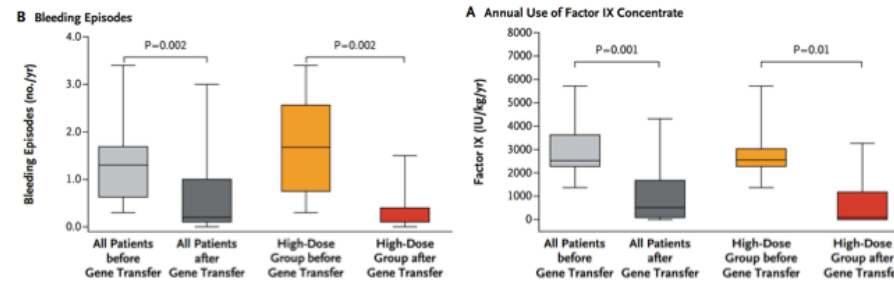 B Bleeding Episodes
Bleeding Episodes (no./yr)
4.0
3.0
2.0
1.0
0.0
P=0.002
P=0.002
All Patients before Gene Transfer
All Patients after Gene Transfer
High-Dose Group before Gene Transfer
High-Dose Group after Gene Transfer
A Annual Use of Factor IX Concentrate
Factor IX (IU/kg/yr)
8000
7000
6000
5000
4000
3000
2000
1000
0
P=0.001
P=0.01
All Patients before Gene Transfer
All Patients after Gene Transfer
High-Dose Group before Gene Transfer
High-Dose Group after Gene Transfe